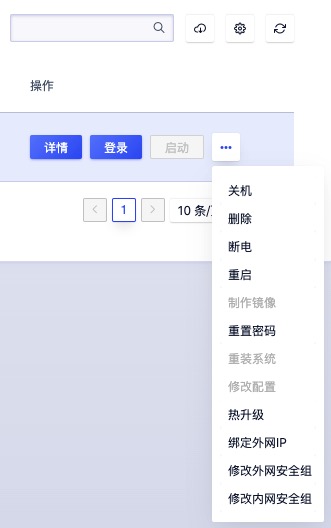 操作
详情 登录 启动
关机
1 10 条/
删除
断电
重启
制作镜像
重置密码
重装系统
修改配置
热升级
绑定外网IP
修改外网安全组
修改内网安全组